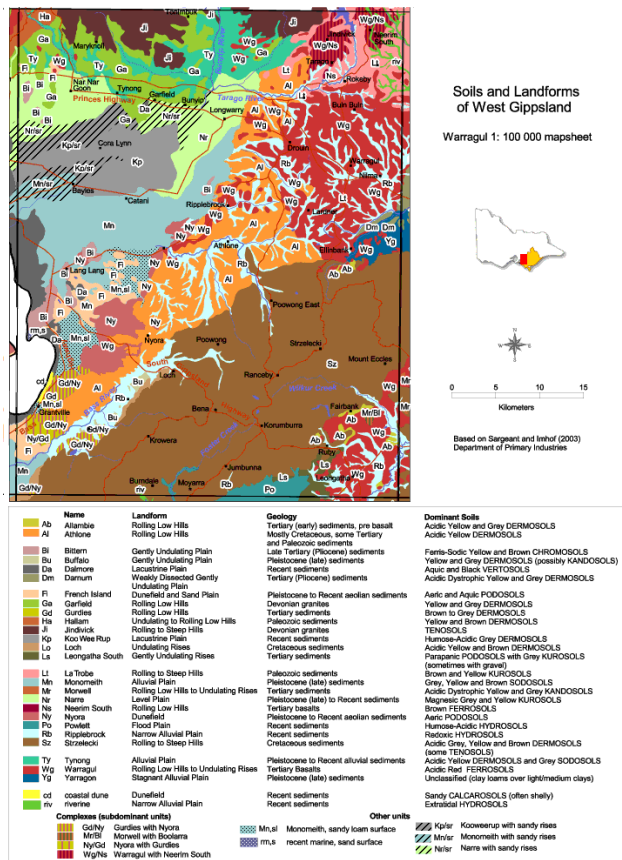 Soils and Landforms
of West Gippsland
Warragul 1: 100 000 mapsheet
0 5 10 15
Kilometers
Based on Sargeant and Imhof (2003)
Department of Primary Industries
Maryknoll
Nar Nar
Goon
Tynong
Garfield
Princes Highway
Bunyip
Tarago River
Longwarry
Rokeby
Buln Buln
Cora Lynn
Drouin
Warragul
Nilma
Bayles
Catani
Ripplebrook
Lardner
Athlone
Ellinbank
Lang Lang
Poowong East
Nyora
Poowong
Strzelecki
Mount Eccles
Loch
Ranceby
Grantville
Bena
Fairbank
Krowera
Korumburra
Ruby
Jumbunna
Leongatha
Burndale
Moyarra
Name Landform Geology Dominant Soils
Ab Allambie Rolling Low Hills Tertiary (early) sediments, pre basalt Acidic Yellow and Grey DERMOSOLS
Al Athlone Rolling Low Hills Mostly Cretaceous, some Tertiary Acidic Yellow DERMOSOLS
and Paleozoic sediments
Bi Bittern Gently Undulating Plain Late Tertiary (Pliocene) sediments Ferris-Sodic Yellow and Brown CHROMOSOLS
Bu Buffalo Gently Undulating Plain Pleistocene (late) sediments Yellow and Grey DERMOSOLS (possibly KANDOSOLS)
Da Dalmore Lacustrine Plain Recent sediments Aquic and Black VERTOSOLS
Dm Darnum Weakly Dissected Gently Tertiary (Pliocene) sediments Acidic Dystrophic Yellow and Grey DERMOSOLS
Undulating Plain
Fi French Island Dunefield and Sand Plain Pleistocene to Recent aeolian sediments Aeric and Aquic PODOSOLS
Ga Garfield Rolling Low Hills Devonian granites Yellow and Grey DERMOSOLS
Gd Gurdies Rolling Low Hills Tertiary sediments Brown to Grey DERMOSOLS
Ha Hallam Undulating to Rolling Low Hills Paleozoic sediments Yellow and Brown DERMOSOLS
Ji Jindivick Rolling to Steep Hills Devonian granites TENOSOLS
Kp Koo Wee Rup Lacustrine Plain Recent sediments Humose-Acidic Grey DERMOSOLS
Lo Loch Undulating Rises Cretaceous sediments Acidic Yellow and Brown DERMOSOLS
Ls Leongatha South Gently Undulating Rises Tertiary sediments Parapanic PODOSOLS with Grey KUROSOLS
(sometimes with gravel)
Lt La Trobe Rolling to Steep Hills Paleozoic sediments Brown and Yellow KUROSOLS
Mn Monomeith Alluvial Plain Pleistocene (late) sediments Grey, Yellow and Brown SODOSOLS
Mr Morwell Rolling Low Hills to Undulating Rises Tertiary sediments Acidic Dystrophic Yellow and Grey KANDOSOLS
Nr Narre Level Plain Pleistocene (late) to Recent sediments Magnesic Grey and Yellow KUROSOLS
Ns Neerim South Rolling Low Hills Tertiary basalts Brown FERROSOLS
Ny Nyora Dunefield Pleistocene to Recent aeolian sediments Aeric PODOSOLS
Po Powlett Flood Plain Recent sediments Humose-Acidic HYDROSOLS
Rb Ripplebrook Narrow Alluvial Plain Recent sediments Redoxic HYDROSOLS
Sz Strzelecki Rolling to Steep Hills Cretaceous sediments Acidic Grey, Yellow and Brown DERMOSOLS
(some TENOSOLS)
Ty Tynong Alluvial Plain Pleistocene to Recent alluvial sediments Acidic Yellow DERMOSOLS and Grey SODOSOLS
Wg Warragul Rolling Low Hills to Undulating Rises Tertiary Basalts Acidic Red FERROSOLS
Yg Yarragon Stagnant Alluvial Plain Pleistocene (late) sediments Unclassified (clay loams over light/medium clays)
cd coastal dune Dunefield Recent sediments Sandy CALCAROSOLS (often shelly)
riv riverine Narrow Alluvial Plain Recent sediments Extratidal HYDROSOLS
Complexes (subdominant units) Other units
Gd/Ny Gurdies with Nyora Mn,sl Monomeith, sandy loam surface Kp/sr Kooweerup with sandy rises
Mr/Bl Morwell with Boolarra rm,s recent marine, sand surface Mn/sr Monomeith with sandy rises
Ny/Gd Nyora with Gurdies Nr/sr Narre with sandy rises
Wg/Ns Warragul with Neerim South